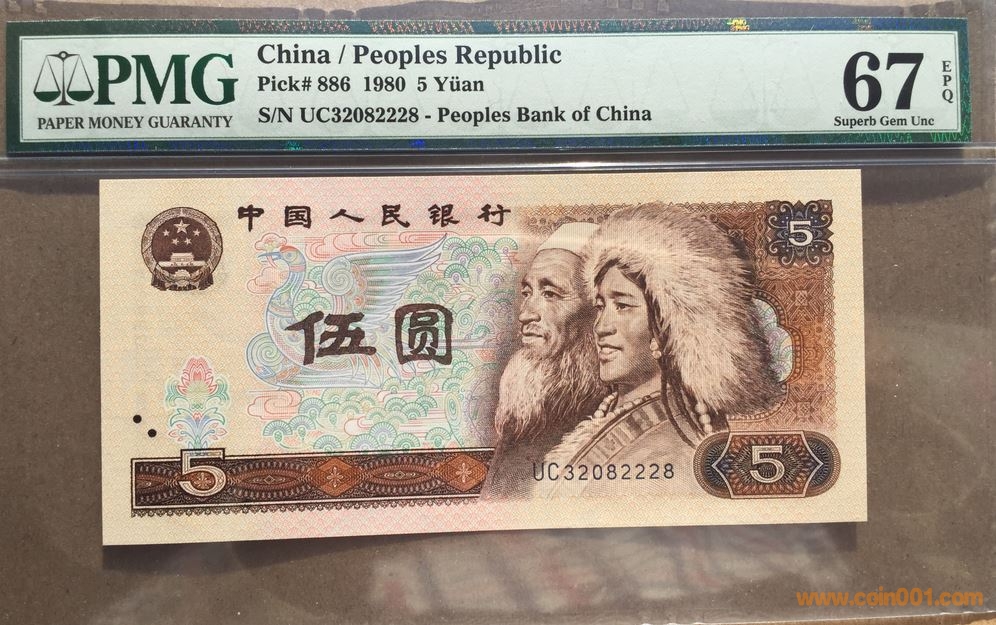 PMG
PAPER MONEY GUARANTY
China / Peoples Republic
Pick# 886 1980 5 Yüan
S/N UC32082228 - Peoples Bank of China
67
EPQ
Superb Gem Unc
中国人民银行
5
伍圆
UC32082228
5
5
www.coin001.com